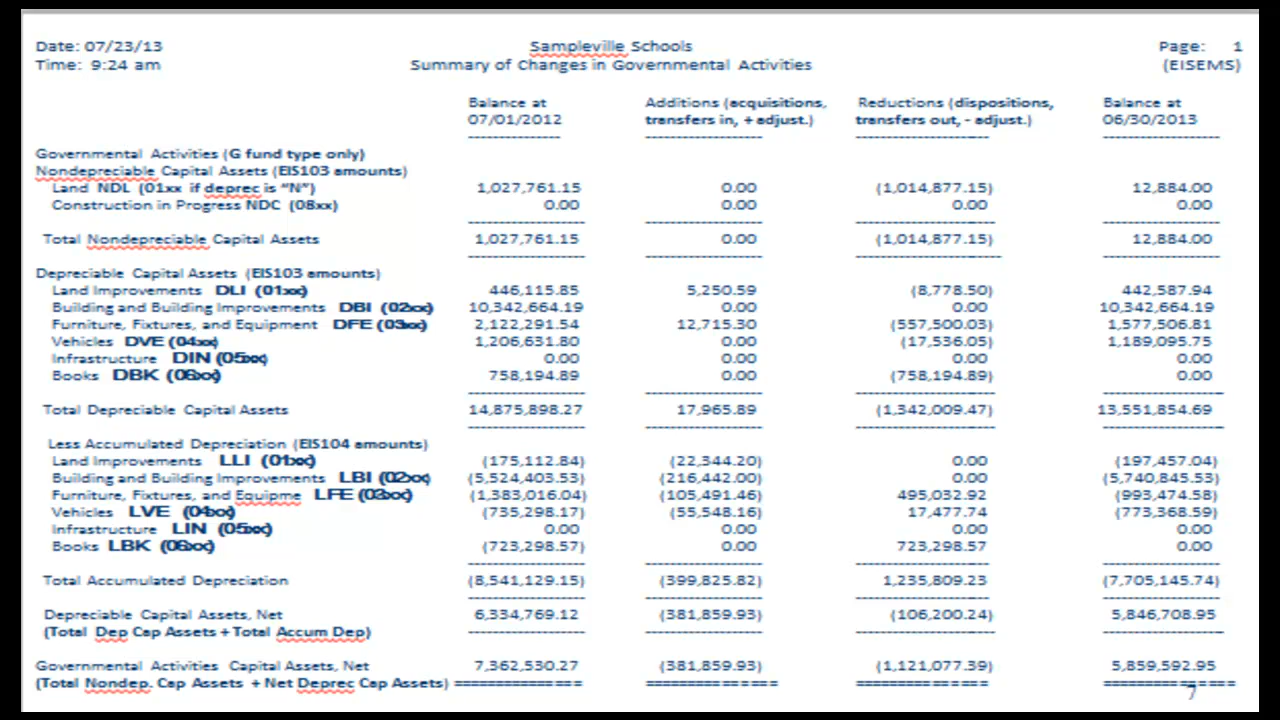 Date: 07/23/13 Sampleville Schools Page: 1
Time: 9:24 am Summary of Changes in Governmental Activities (EISEMS)
Balance at Additions (acquisitions, Reductions (dispositions, Balance at
07/01/2012 transfers in, + adjust.) transfers out, - adjust.) 06/30/2013
Governmental Activities (G fund type only)
Nondepreciable Capital Assets (EIS103 amounts)
Land NDL (01xx if deprec is "N") 1,027,761.15 0.00 (1,014,877.15) 12,884.00
Construction in Progress NDC (08xx) 0.00 0.00 0.00 0.00
Total Nondepreciable Capital Assets 1,027,761.15 0.00 (1,014,877.15) 12,884.00
Depreciable Capital Assets (EIS103 amounts)
Land Improvements DLI (01xx) 446,115.85 5,250.59 (8,778.50) 442,587.94
Building and Building Improvements DBI (02xx) 10,342,664.19 0.00 0.00 10,342,664.19
Furniture, Fixtures, and Equipment DFE (03xx) 2,122,291.54 12,715.30 (557,500.03) 1,577,506.81
Vehicles DVE (04xx) 1,206,631.80 0.00 (17,536.05) 1,189,095.75
Infrastructure DIN (05xx) 0.00 0.00 0.00 0.00
Books DBK (06xx) 758,194.89 0.00 (758,194.89) 0.00
Total Depreciable Capital Assets 14,875,898.27 17,965.89 (1,342,009.47) 13,551,854.69
Less Accumulated Depreciation (EIS104 amounts)
Land Improvements LLI (01xx) (175,112.84) (22,344.20) 0.00 (197,457.04)
Building and Building Improvements LBI (02xx) (5,524,403.53) (216,442.00) 0.00 (5,740,845.53)
Furniture, Fixtures, and Equipme LFE (03xx) (1,383,016.04) (105,491.46) 495,032.92 (993,474.58)
Vehicles LVE (04xx) (735,298.17) (55,548.16) 17,477.74 (773,368.59)
Infrastructure LIN (05xx) 0.00 0.00 0.00 0.00
Books LBK (06xx) (723,298.57) 0.00 723,298.57 0.00
Total Accumulated Depreciation (8,541,129.15) (399,825.82) 1,235,809.23 (7,705,145.74)
Depreciable Capital Assets, Net 6,334,769.12 (381,859.93) (106,200.24) 5,846,708.95
(Total Dep Cap Assets + Total Accum Dep)
Governmental Activities Capital Assets, Net 7,362,530.27 (381,859.93) (1,121,077.39) 5,859,592.95
(Total Nondep. Cap Assets + Net Deprec Cap Assets)
7